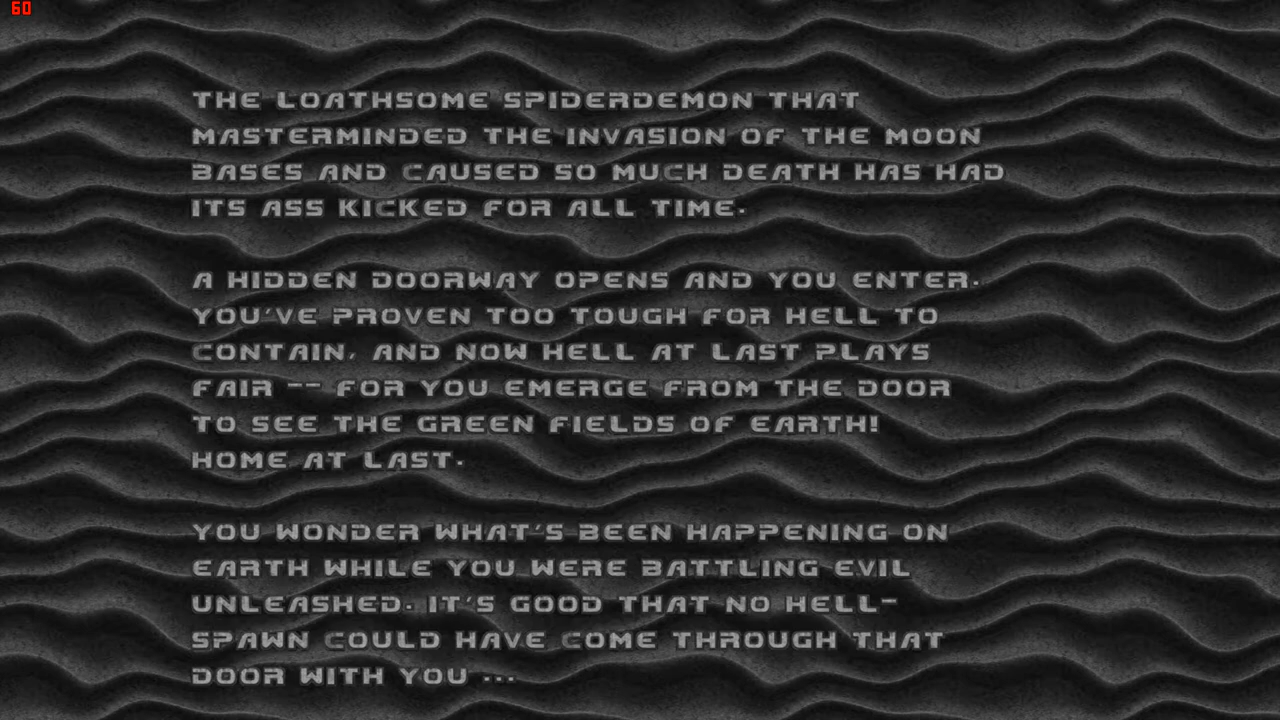 60
THE LOATHSOME SPIDERDEMON THAT
MASTERMINDED THE INVASION OF THE MOON
BASES AND CAUSED SO MUCH DEATH HAS HAD
ITS ASS KICKED FOR ALL TIME.
A HIDDEN DOORWAY OPENS AND YOU ENTER.
YOU'VE PROVEN TOO TOUGH FOR HELL TO
CONTAIN, AND NOW HELL AT LAST PLAYS
FAIR -- FOR YOU EMERGE FROM THE DOOR
TO SEE THE GREEN FIELDS OF EARTH!
HOME AT LAST.
YOU WONDER WHAT'S BEEN HAPPENING ON
EARTH WHILE YOU WERE BATTLING EVIL
UNLEASHED. IT'S GOOD THAT NO HELL-
SPAWN COULD HAVE COME THROUGH THAT
DOOR WITH YOU ...